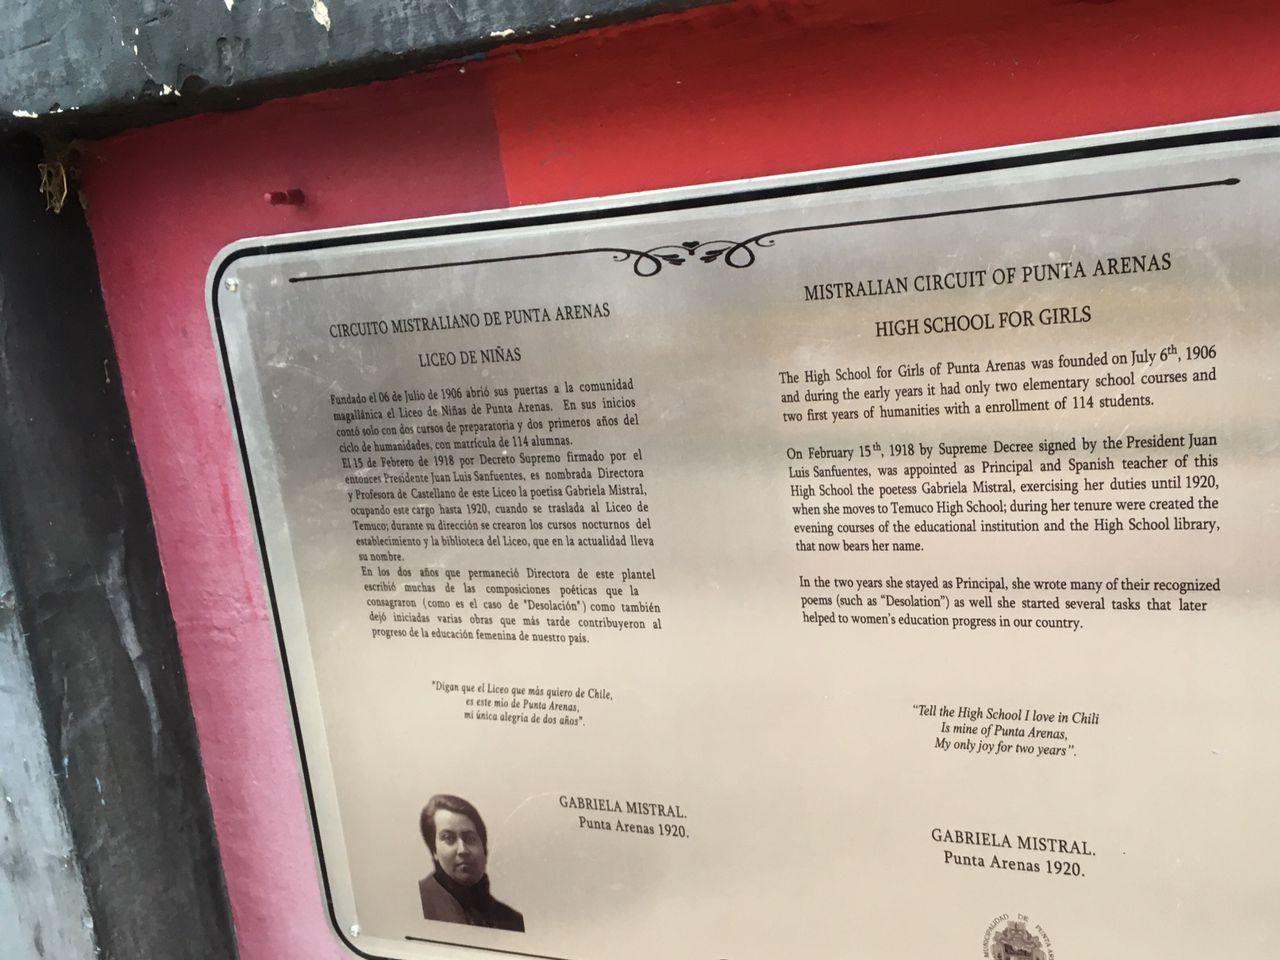 CIRCUITO MISTRALIANO DE PUNTA ARENAS
LICEO DE NIÑAS
Fundado el 06 de Julio de 1906 abrió sus puertas a la comunidad
magallánica el Liceo de Niñas de Punta Arenas. En sus inicios
contó solo con dos cursos de preparatoria y dos primeros años del
ciclo de humanidades, con matrícula de 114 alumnas.
El 15 de Febrero de 1918 por Decreto Supremo firmado por el
entonces Presidente Juan Luis Sanfuentes, es nombrada Directora
y Profesora de Castellano de este Liceo la poetisa Gabriela Mistral,
ocupando este cargo hasta 1920, cuando se traslada al Liceo de
Temuco; durante su dirección se crearon los cursos nocturnos del
establecimiento y la biblioteca del Liceo, que en la actualidad lleva
su nombre.
En los dos años que permaneció Directora de este plantel
escribió muchas de las composiciones poéticas que la
consagraron (como es el caso de "Desolación") como también
dejó iniciadas varias obras que más tarde contribuyeron al
progreso de la educación femenina de nuestro país.
"Digan que el Liceo que más quiero de Chile,
es este mio de Punta Arenas,
mi única alegria de dos años".
GABRIELA MISTRAL.
Punta Arenas 1920.
MISTRALIAN CIRCUIT OF PUNTA ARENAS
HIGH SCHOOL FOR GIRLS
The High School for Girls of Punta Arenas was founded on July 6th, 1906
and during the early years it had only two elementary school courses and
two first years of humanities with a enrollment of 114 students.
On February 15th, 1918 by Supreme Decree signed by the President Juan
Luis Sanfuentes, was appointed as Principal and Spanish teacher of this
High School the poetess Gabriela Mistral, exercising her duties until 1920,
when she moves to Temuco High School; during her tenure were created the
evening courses of the educational institution and the High School library,
that now bears her name.
In the two years she stayed as Principal, she wrote many of their recognized
poems (such as “Desolation”) as well she started several tasks that later
helped to women's education progress in our country.
“Tell the High School I love in Chili
Is mine of Punta Arenas,
My only joy for two years”.
GABRIELA MISTRAL.
Punta Arenas 1920.
MUNICIPALIDAD DE PUNTA